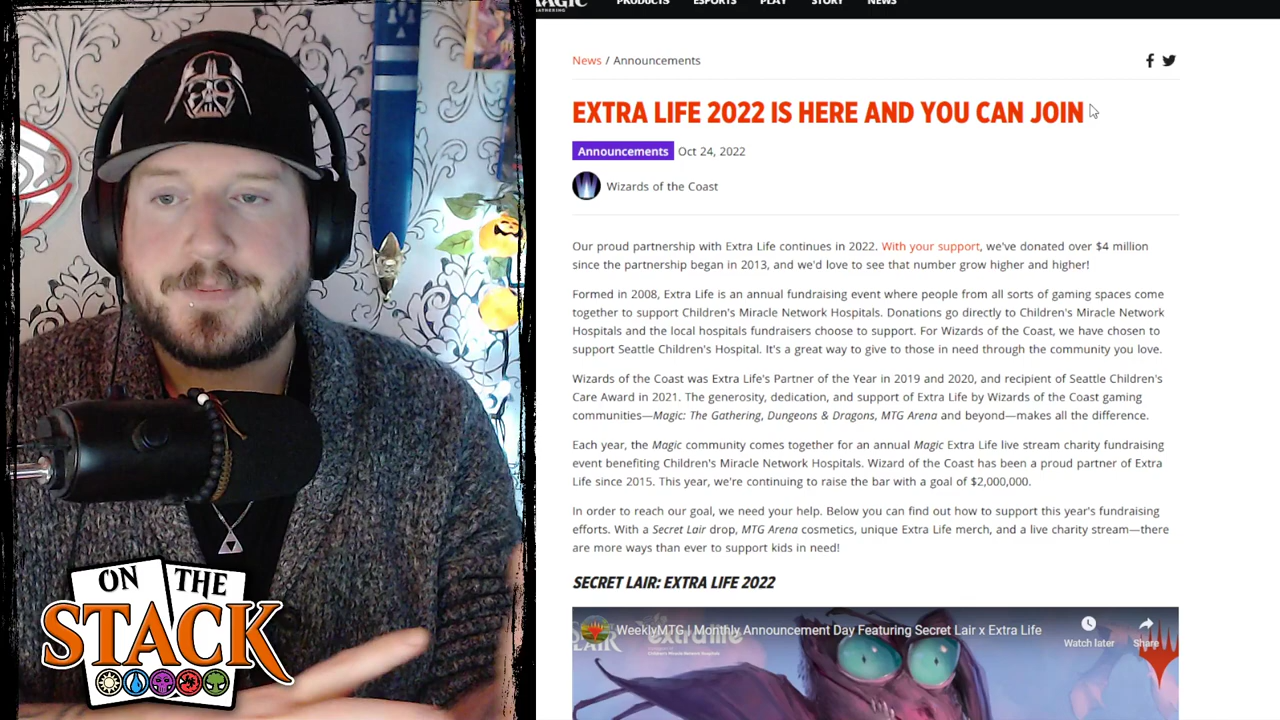 MAGIC
GATHERING
PRODUCTS ESPORTS PLAY STORY NEWS
News / Announcements
EXTRA LIFE 2022 IS HERE AND YOU CAN JOIN
Announcements Oct 24, 2022
Wizards of the Coast
Our proud partnership with Extra Life continues in 2022. With your support, we've donated over $4 million
since the partnership began in 2013, and we'd love to see that number grow higher and higher!
Formed in 2008, Extra Life is an annual fundraising event where people from all sorts of gaming spaces come
together to support Children's Miracle Network Hospitals. Donations go directly to Children's Miracle Network
Hospitals and the local hospitals fundraisers choose to support. For Wizards of the Coast, we have chosen to
support Seattle Children's Hospital. It's a great way to give to those in need through the community you love.
Wizards of the Coast was Extra Life's Partner of the Year in 2019 and 2020, and recipient of Seattle Children's
Care Award in 2021. The generosity, dedication, and support of Extra Life by Wizards of the Coast gaming
communities—Magic: The Gathering, Dungeons & Dragons, MTG Arena and beyond—makes all the difference.
Each year, the Magic community comes together for an annual Magic Extra Life live stream charity fundraising
event benefiting Children's Miracle Network Hospitals. Wizard of the Coast has been a proud partner of Extra
Life since 2015. This year, we're continuing to raise the bar with a goal of $2,000,000.
In order to reach our goal, we need your help. Below you can find out how to support this year's fundraising
efforts. With a Secret Lair drop, MTG Arena cosmetics, unique Extra Life merch, and a live charity stream—there
are more ways than ever to support kids in need!
SECRET LAIR: EXTRA LIFE 2022
WeeklyMTG | Monthly Announcement Day Featuring Secret Lair x Extra Life
Watch later Share
LAIR extra life
Children's Miracle Network Hospitals
ON THE
STACK